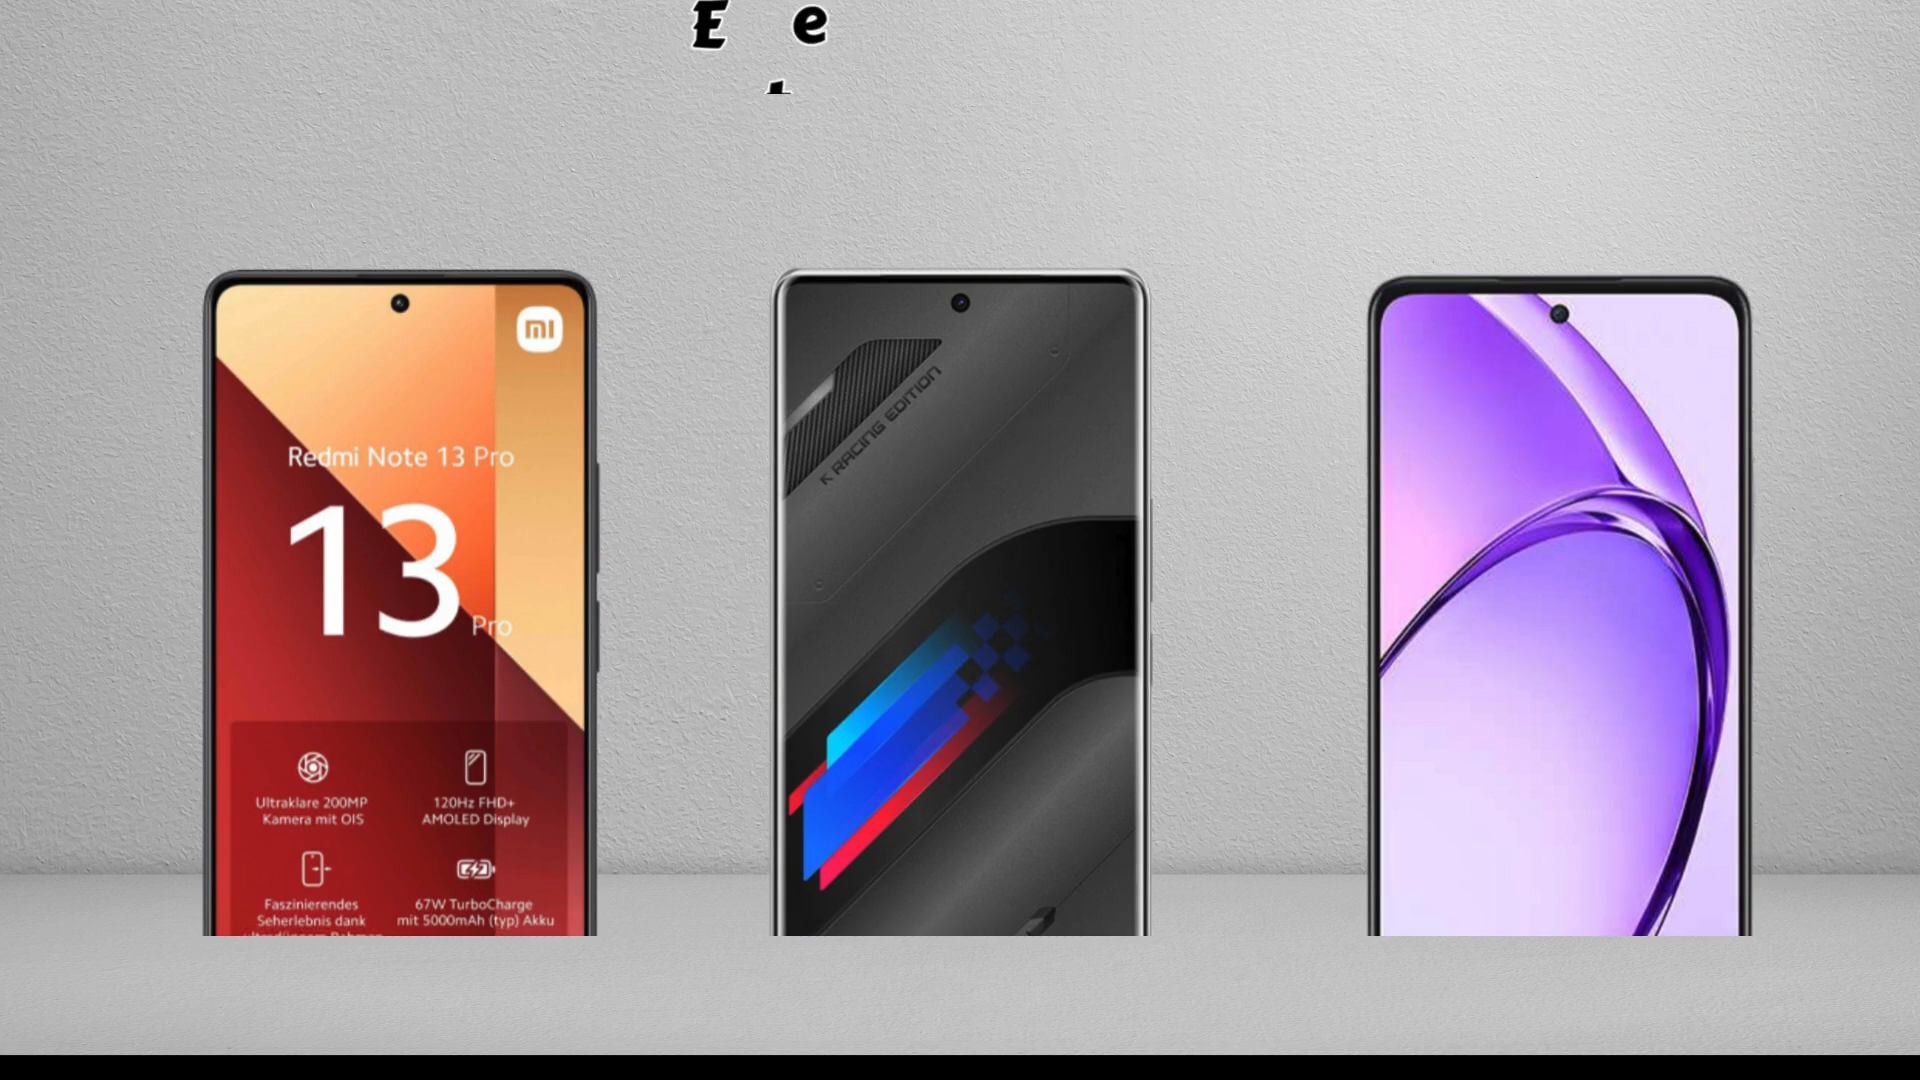 E e
mi
Redmi Note 13 Pro
13
Pro
Ultraklare 200MP
Kamera mit OIS
120Hz FHD+
AMOLED Display
Faszinierendes
Seherlebnis dank
67W TurboCharge
mit 5000mAh (typ) Akku
K RACING EDITION